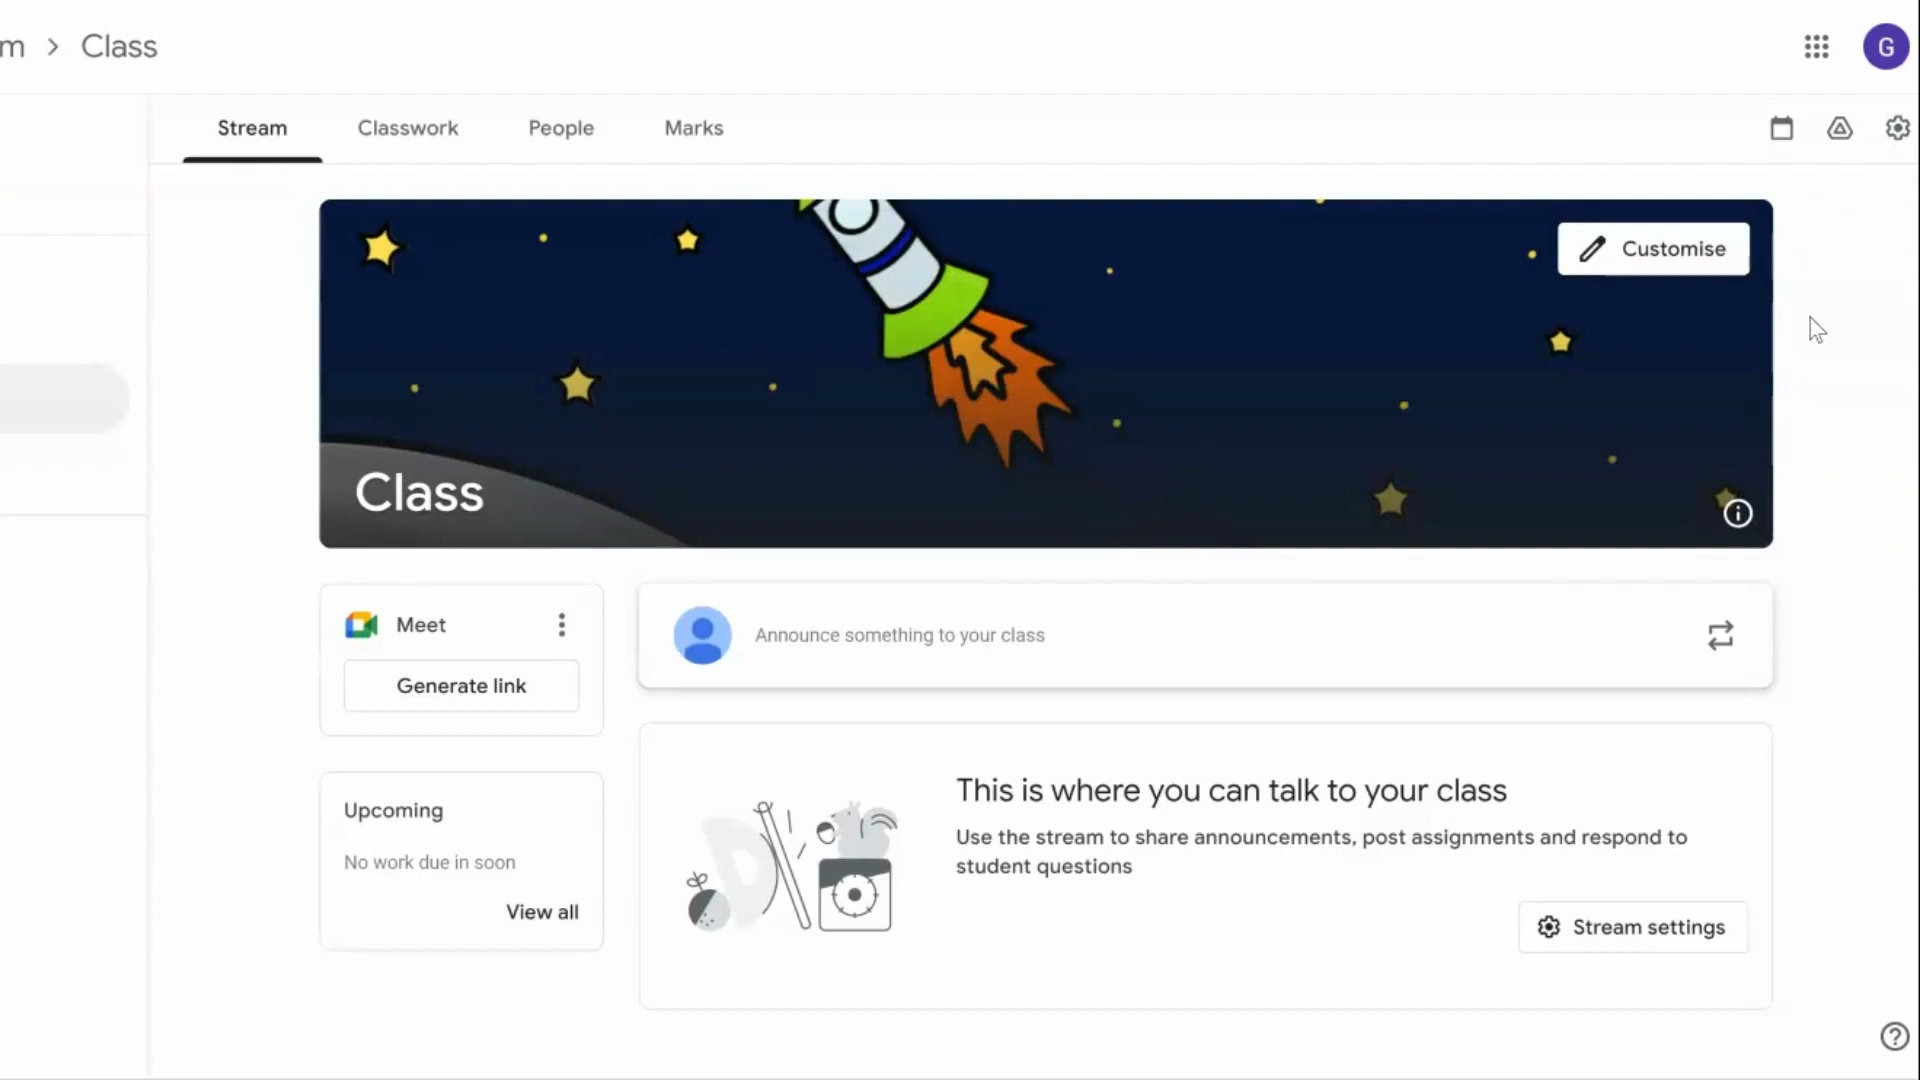 m > Class
G
Stream Classwork People Marks
Customise
Class
Meet
Generate link
Announce something to your class
Upcoming
No work due in soon
View all
This is where you can talk to your class
Use the stream to share announcements, post assignments and respond to
student questions
Stream settings